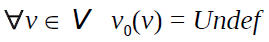 ∀v ∈ V v₀(v) = Undef